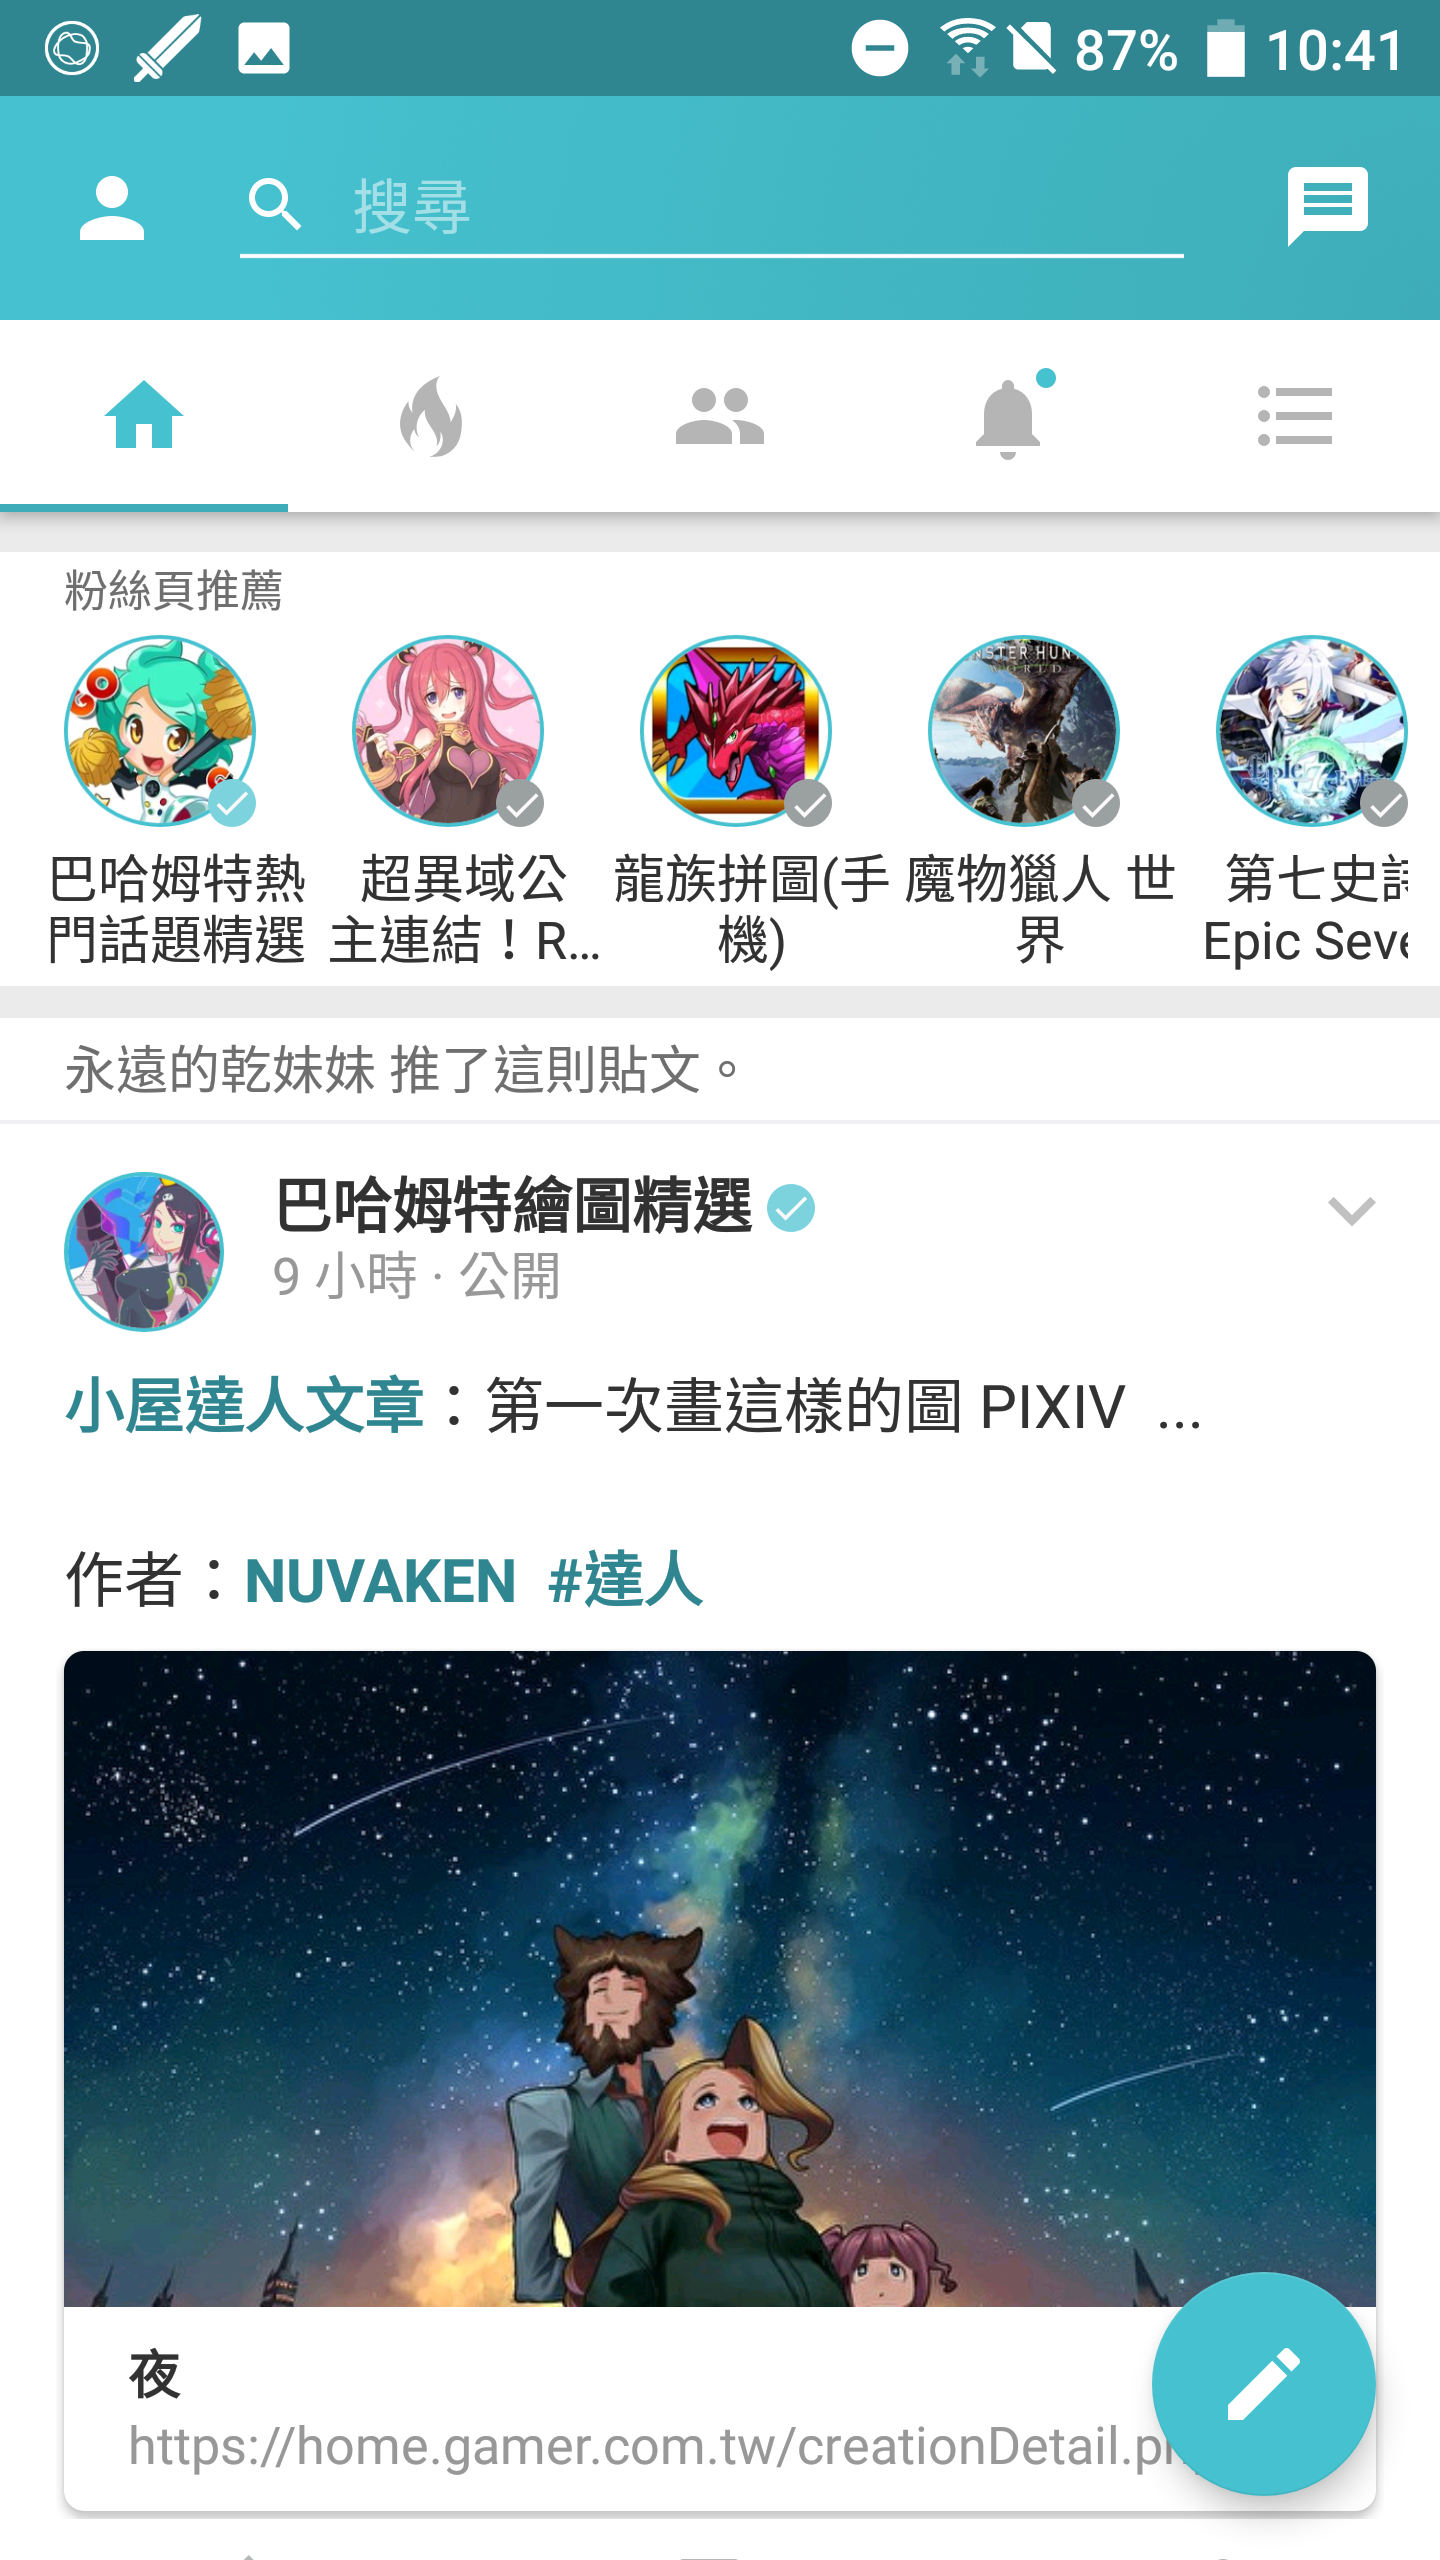 87% 10:41
搜尋
粉絲頁推薦
巴哈姆特熱
門話題精選
超異域公
主連結！R...
龍族拼圖(手
機)
魔物獵人 世
界
第七史詩
Epic Seve
永遠的乾妹妹 推了這則貼文。
巴哈姆特繪圖精選
9 小時 · 公開
小屋達人文章：第一次畫這樣的圖 PIXIV ...
作者：NUVAKEN #達人
夜
https://home.gamer.com.tw/creationDetail.ph